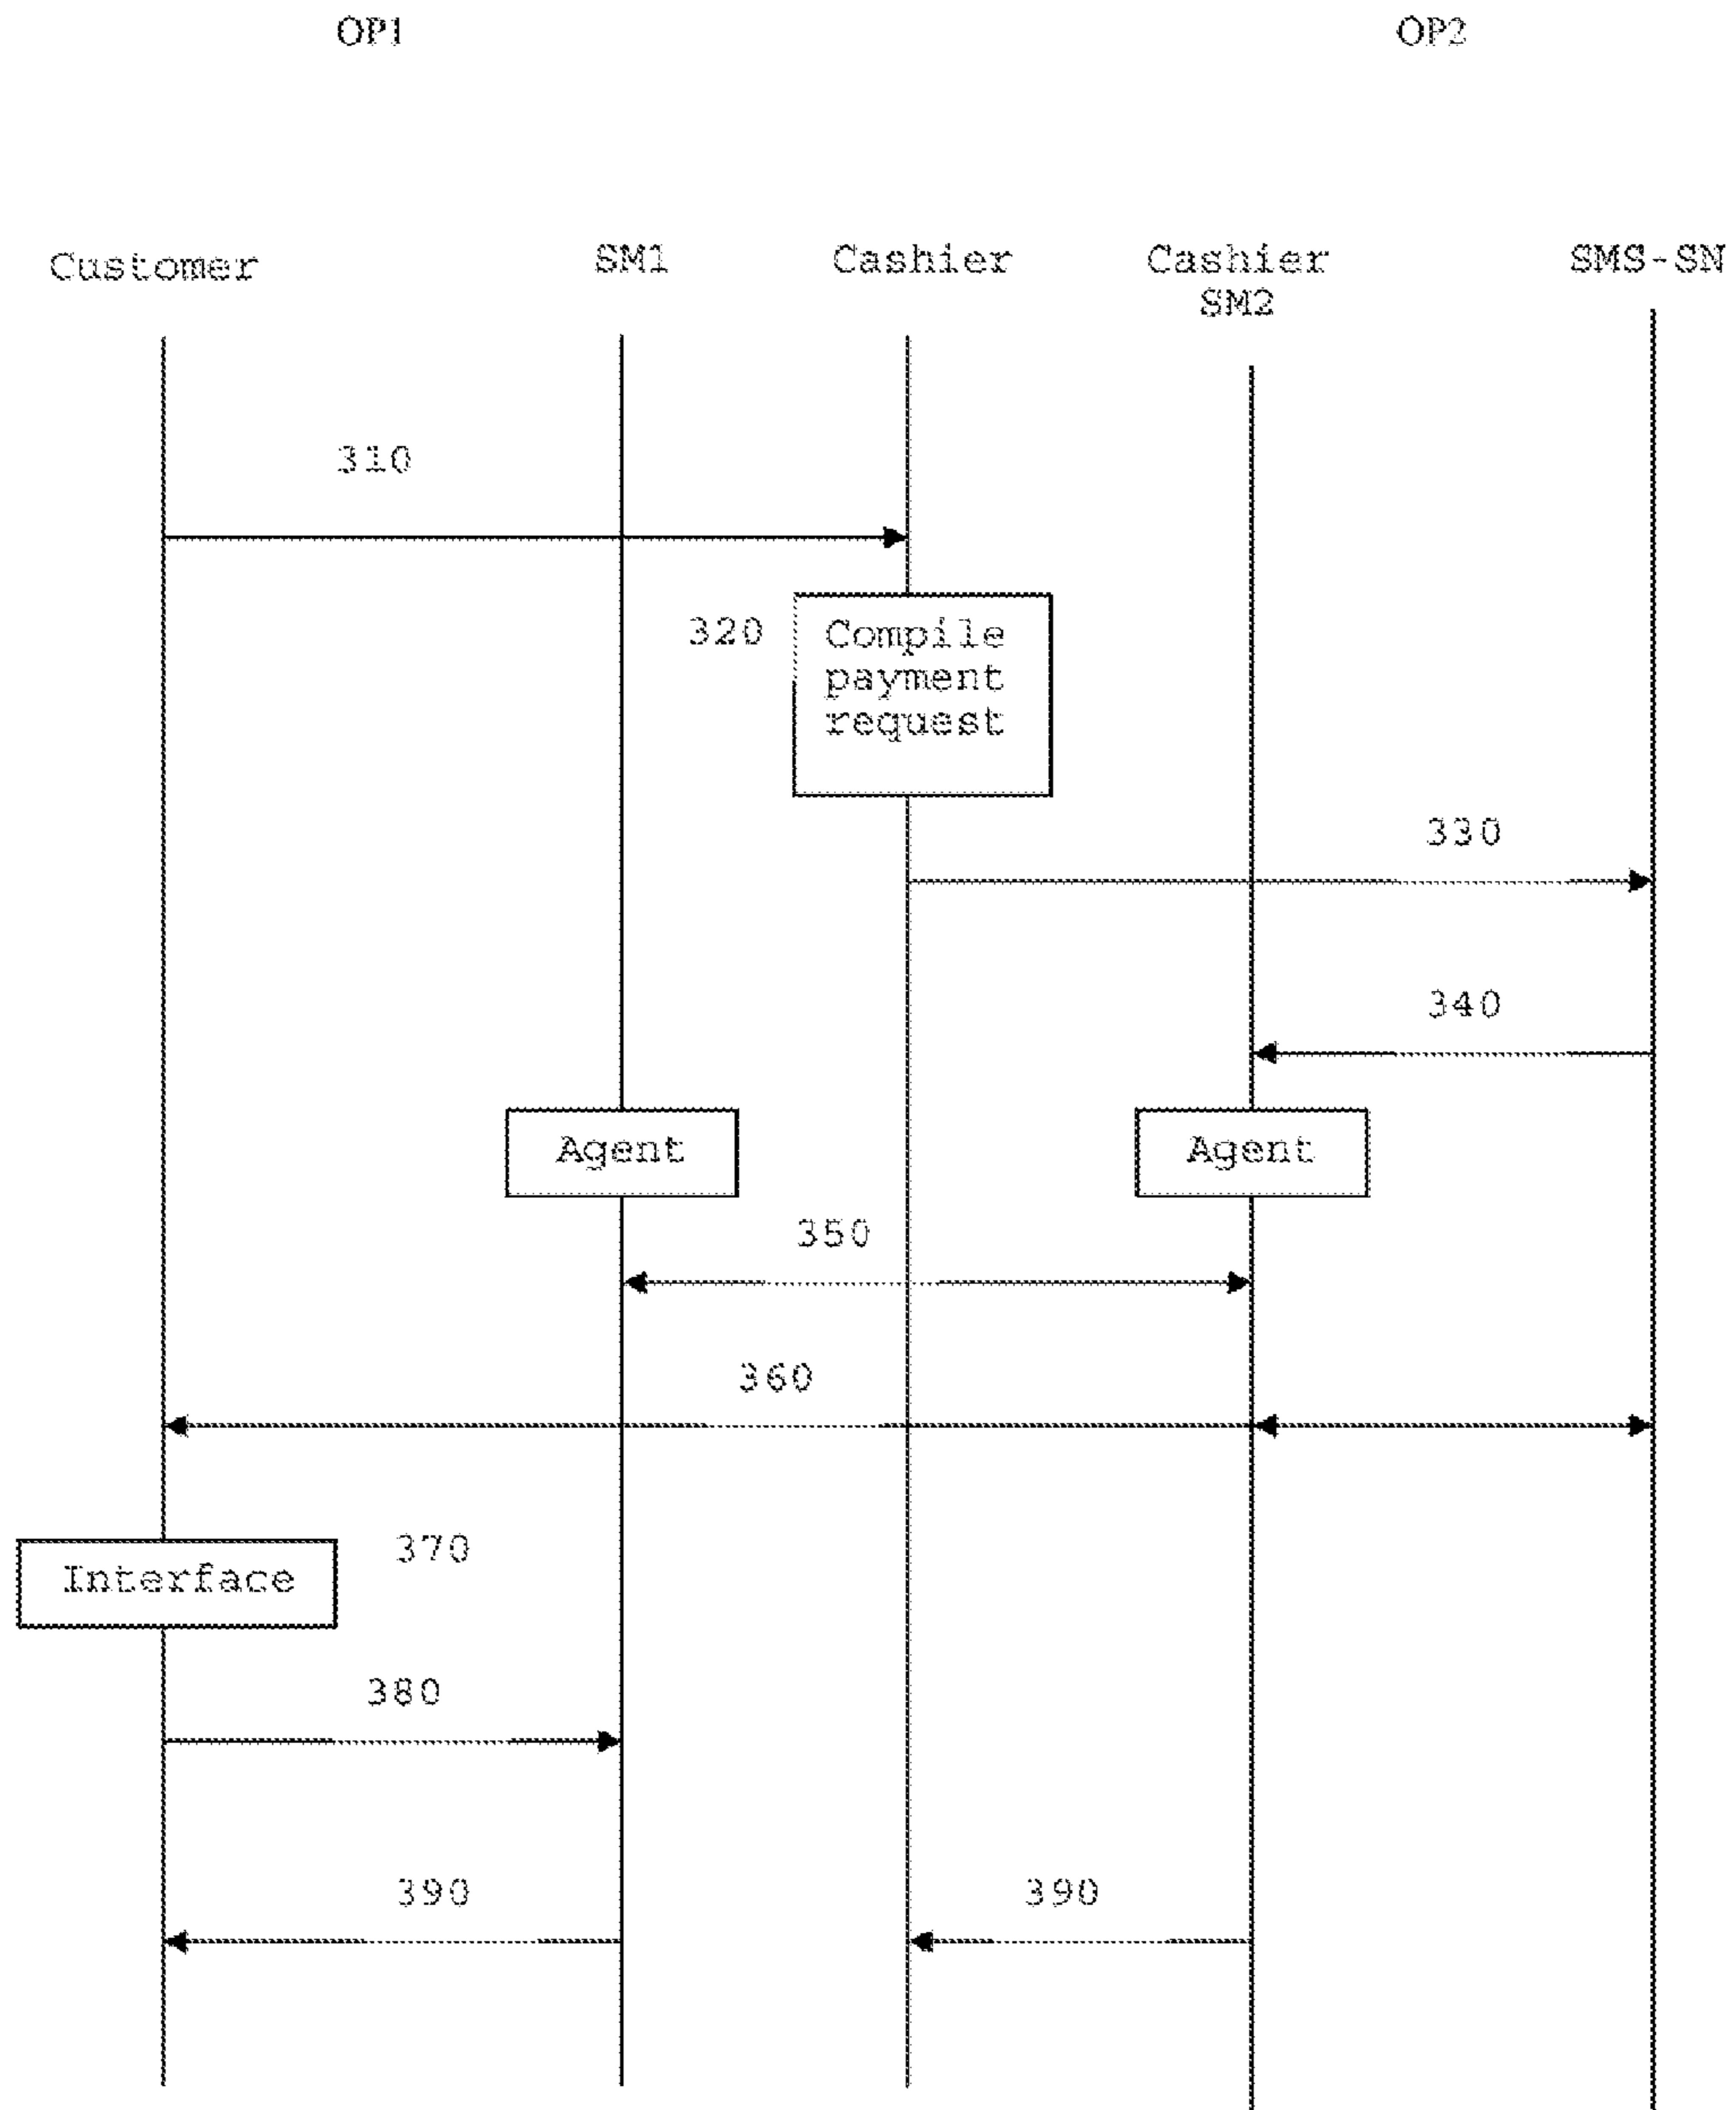 OP1
OP2
Customer
SM1
Cashier
Cashier
SM2
SMS-SN
310
320
Compile
payment
request
330
340
Agent
Agent
350
360
370
Interface
380
390
390